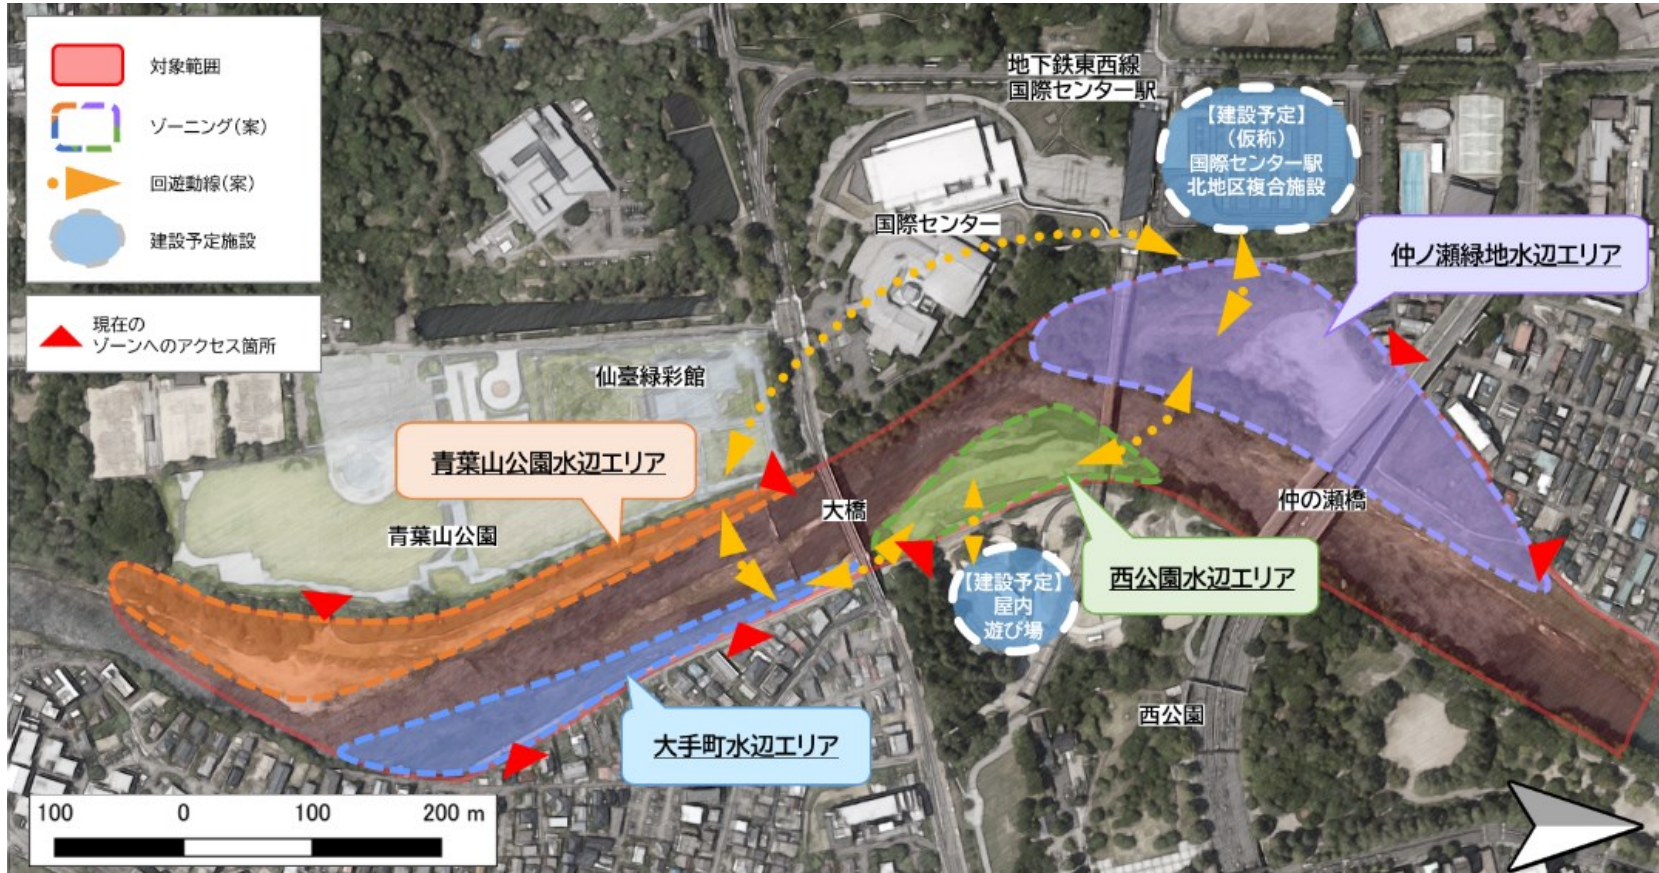 対象範囲
ゾーニング(案)
回遊動線(案)
建設予定施設
現在の
ゾーンへのアクセス箇所
地下鉄東西線
国際センター駅
【建設予定】
(仮称)
国際センター駅
北地区複合施設
国際センター
仲ノ瀬緑地水辺エリア
仙臺緑彩館
青葉山公園水辺エリア
青葉山公園
大橋
仲の瀬橋
【建設予定】
屋内
遊び場
西公園水辺エリア
西公園
大手町水辺エリア
100 0 100 200 m